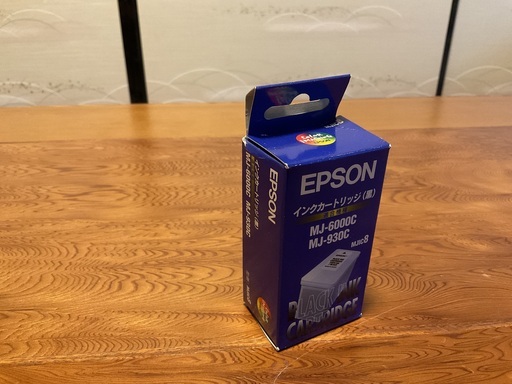 EPSON
インクカートリッジ（黒）
MJ-6000C
MJ-930C
MJIC8
BLACK INK
CARTRIDGE
EPSON
インクカートリッジ（黒）
MJ-6000C MJ-930C